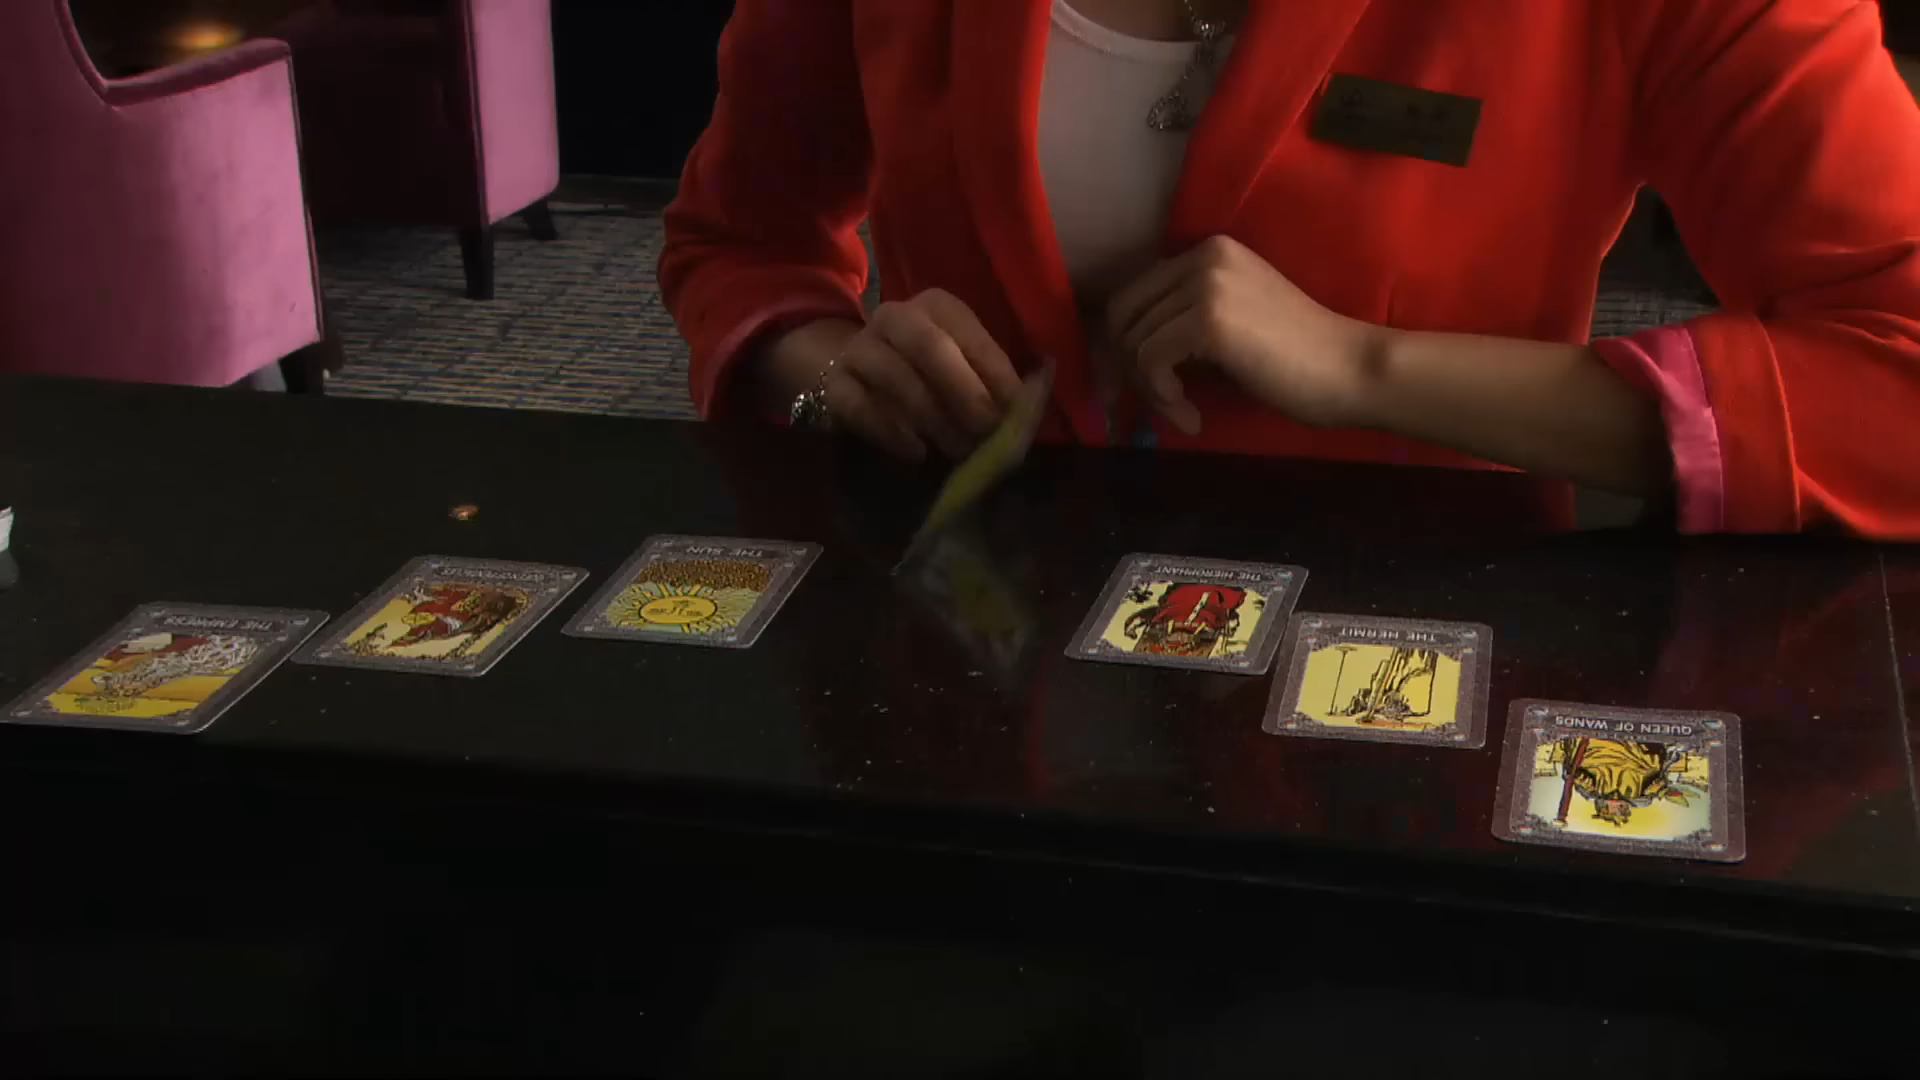 THE EMPRESS
THE SUN
THE HIEROPHANT
THE HERMIT
QUEEN OF WANDS